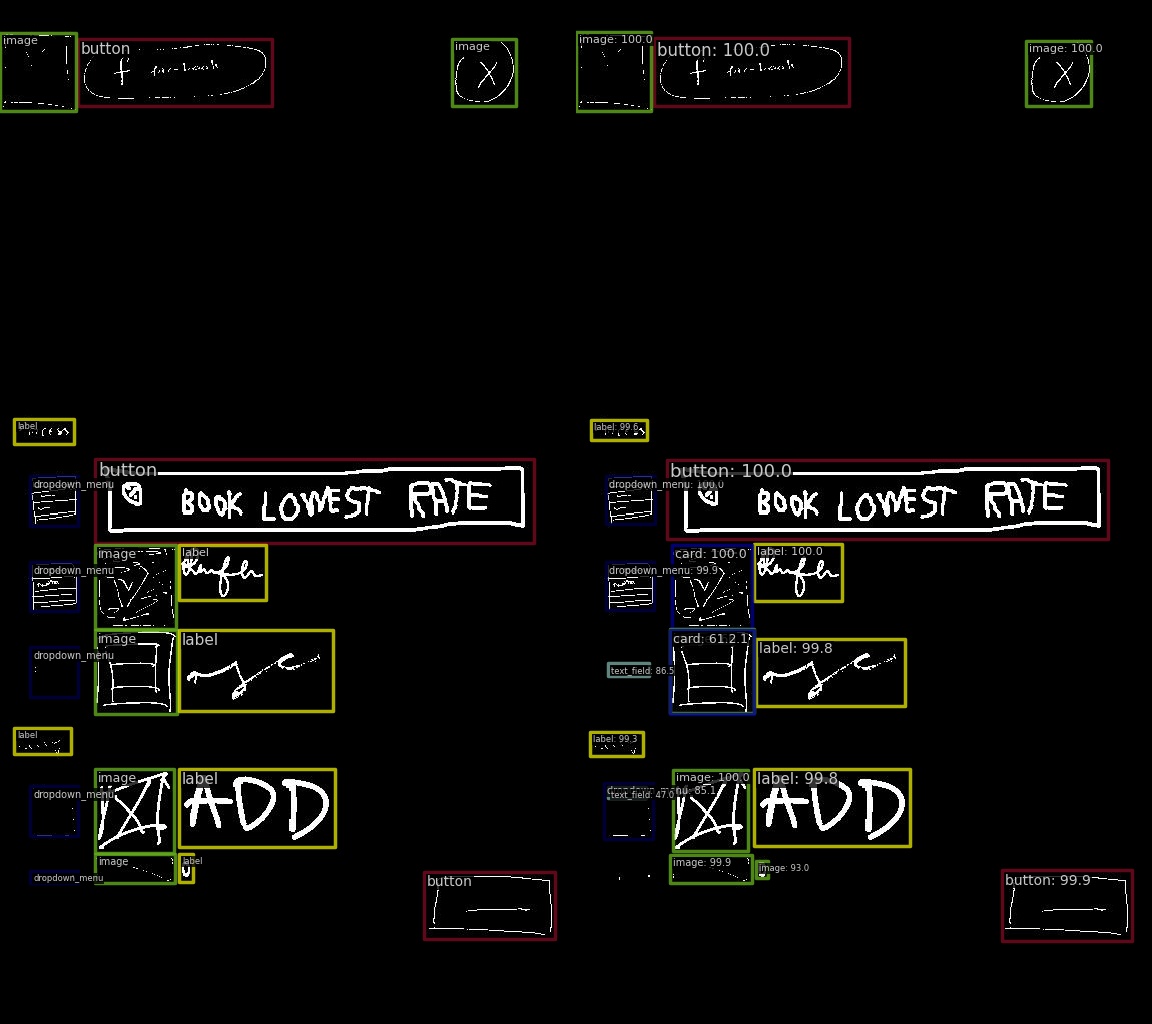 image
button
f facebook
image
X
image: 100.0
button: 100.0
f facebook
image: 100.0
X
label
label: 99.6
button
button: 100.0
dropdown_menu
BOOK LOWEST RATE
dropdown_menu: 100.0
BOOK LOWEST RATE
image
label
card: 100.0
label: 100.0
dropdown_menu
dropdown_menu: 99.9
image
label
card: 61.2.1
label: 99.8
dropdown_menu
text_field: 86.5
label
label: 99.3
image
label
image: 100.0
label: 99.8
dropdown_menu
ADD
text_field: 47.0
ADD
image
label
image: 99.9
image: 93.0
dropdown_menu
button
button: 99.9